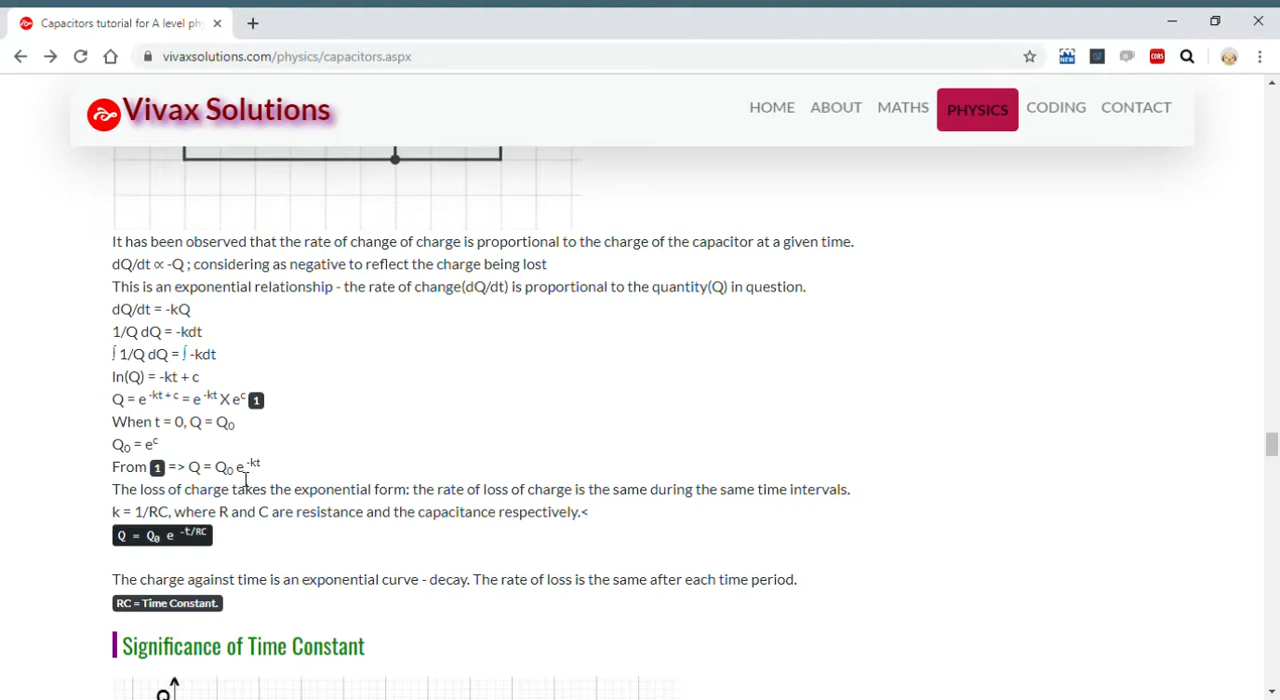 Capacitors tutorial for A level ph
vivaxsolutions.com/physics/capacitors.aspx
NEW
CORS
Vivax Solutions
HOME ABOUT MATHS PHYSICS CODING CONTACT
It has been observed that the rate of change of charge is proportional to the charge of the capacitor at a given time.
dQ/dt ∝ -Q ; considering as negative to reflect the charge being lost
This is an exponential relationship - the rate of change(dQ/dt) is proportional to the quantity(Q) in question.
dQ/dt = -kQ
1/Q dQ = -kdt
∫ 1/Q dQ = ∫ -kdt
ln(Q) = -kt + c
Q = e^-kt + c = e^-kt X e^c 1
When t = 0, Q = Q₀
Q₀ = e^c
From 1 => Q = Q₀ e^-kt
The loss of charge takes the exponential form: the rate of loss of charge is the same during the same time intervals.
k = 1/RC, where R and C are resistance and the capacitance respectively.<
Q = Q₀ e^-t/RC
The charge against time is an exponential curve - decay. The rate of loss is the same after each time period.
RC = Time Constant.
Significance of Time Constant
Q